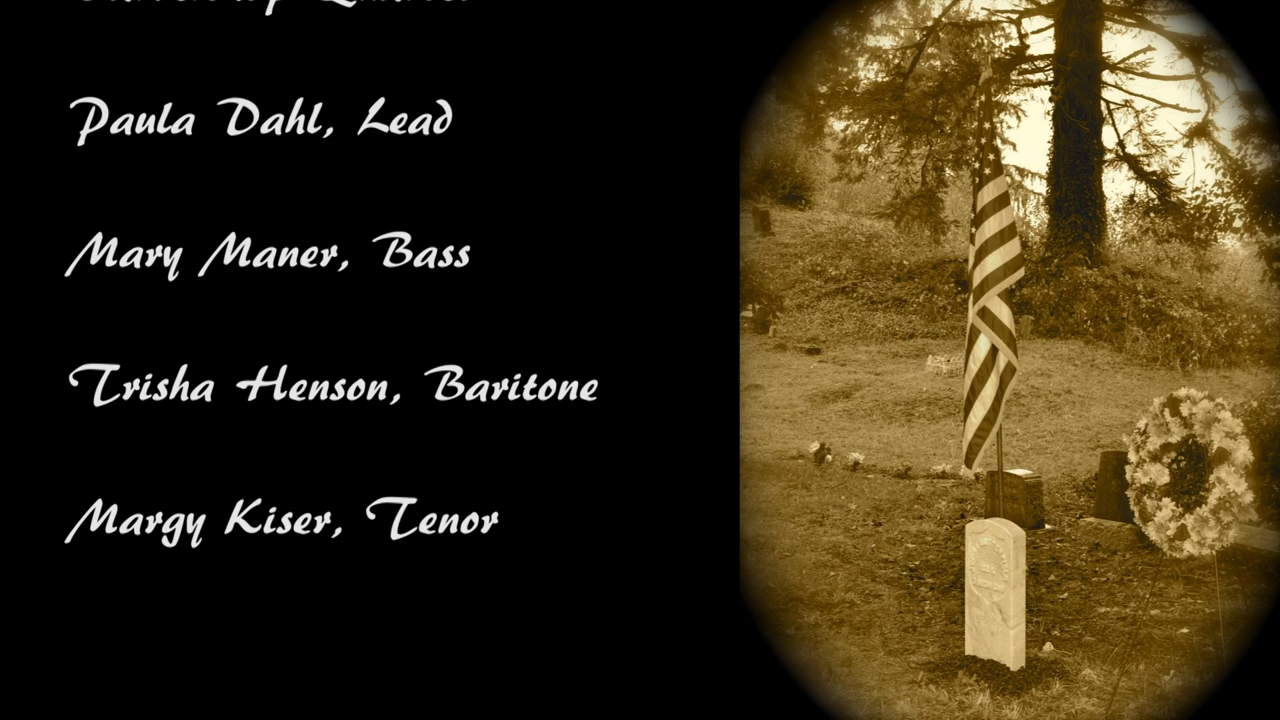 Paula Dahl, Lead
Mary Maner, Bass
Trisha Henson, Baritone
Margy Kiser, Tenor